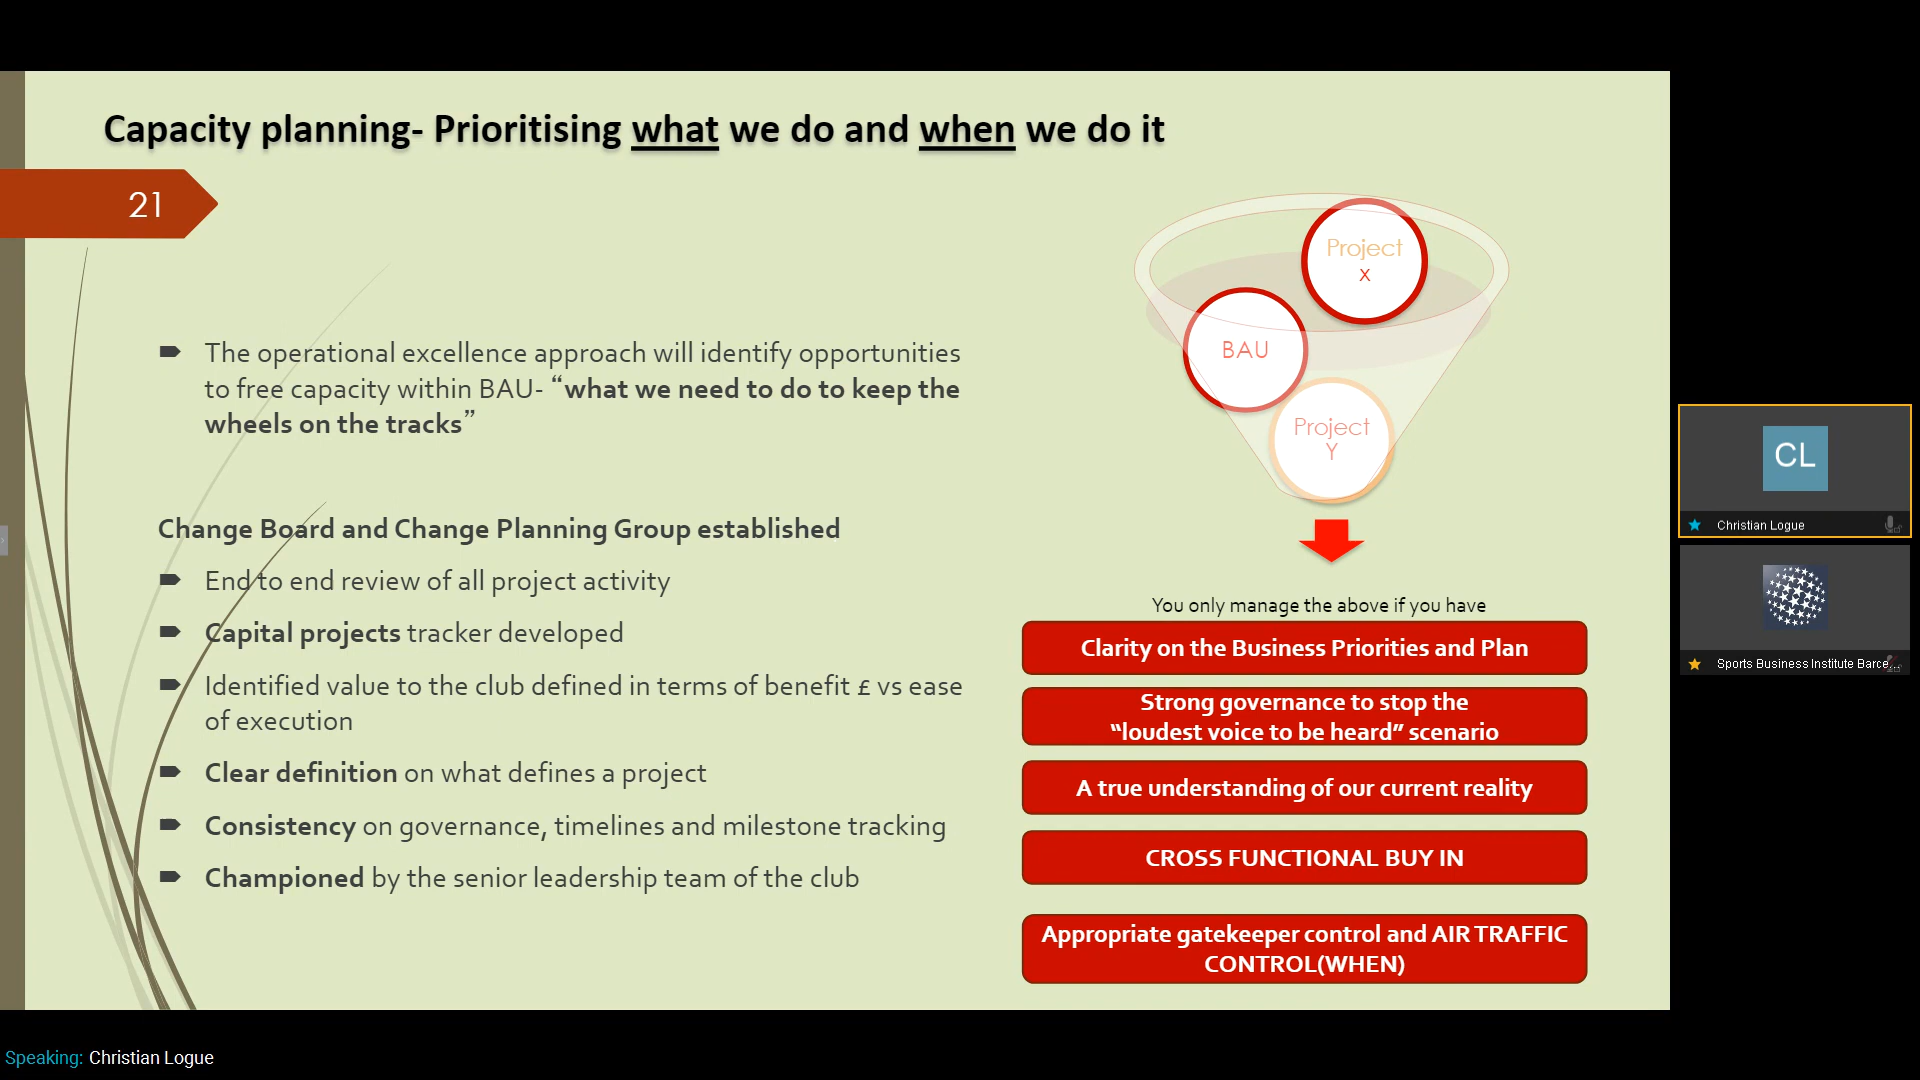 Capacity planning- Prioritising what we do and when we do it
21
The operational excellence approach will identify opportunities
to free capacity within BAU- “what we need to do to keep the
wheels on the tracks”
Change Board and Change Planning Group established
End to end review of all project activity
Capital projects tracker developed
Identified value to the club defined in terms of benefit £ vs ease
of execution
Clear definition on what defines a project
Consistency on governance, timelines and milestone tracking
Championed by the senior leadership team of the club
Project
X
BAU
Project
Y
You only manage the above if you have
Clarity on the Business Priorities and Plan
Strong governance to stop the
“loudest voice to be heard” scenario
A true understanding of our current reality
CROSS FUNCTIONAL BUY IN
Appropriate gatekeeper control and AIR TRAFFIC
CONTROL(WHEN)
CL
Christian Logue
Sports Business Institute Barce...
Speaking: Christian Logue